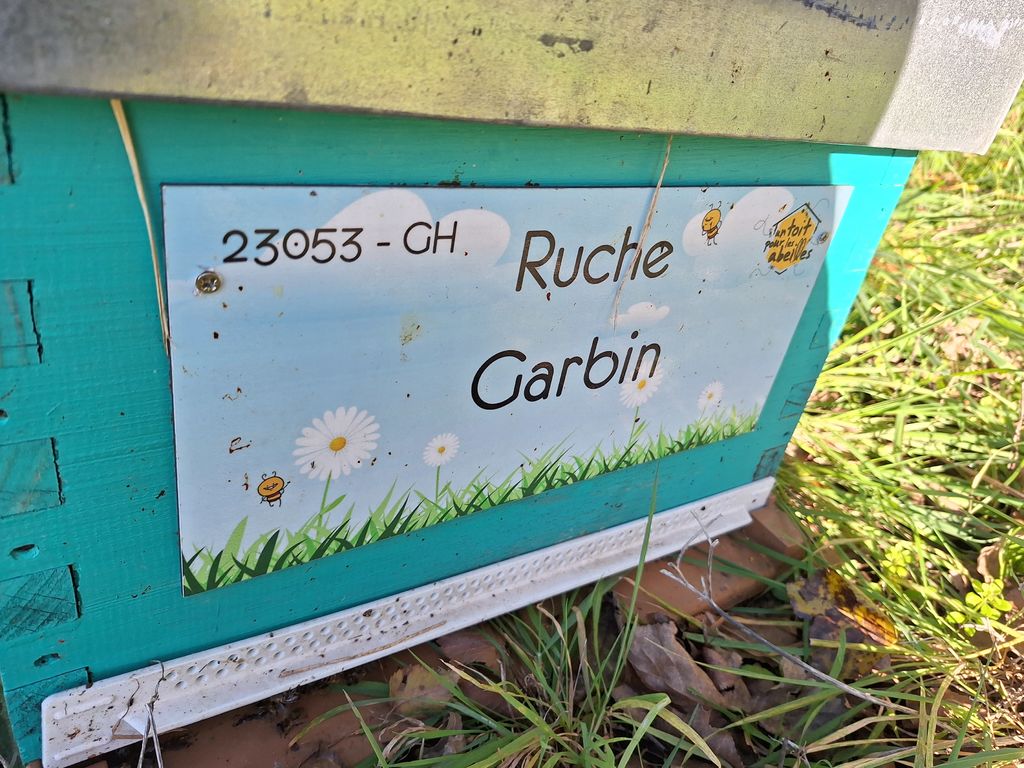 23053 - GH
Ruche
Garbin
un toit
pour les
abeilles